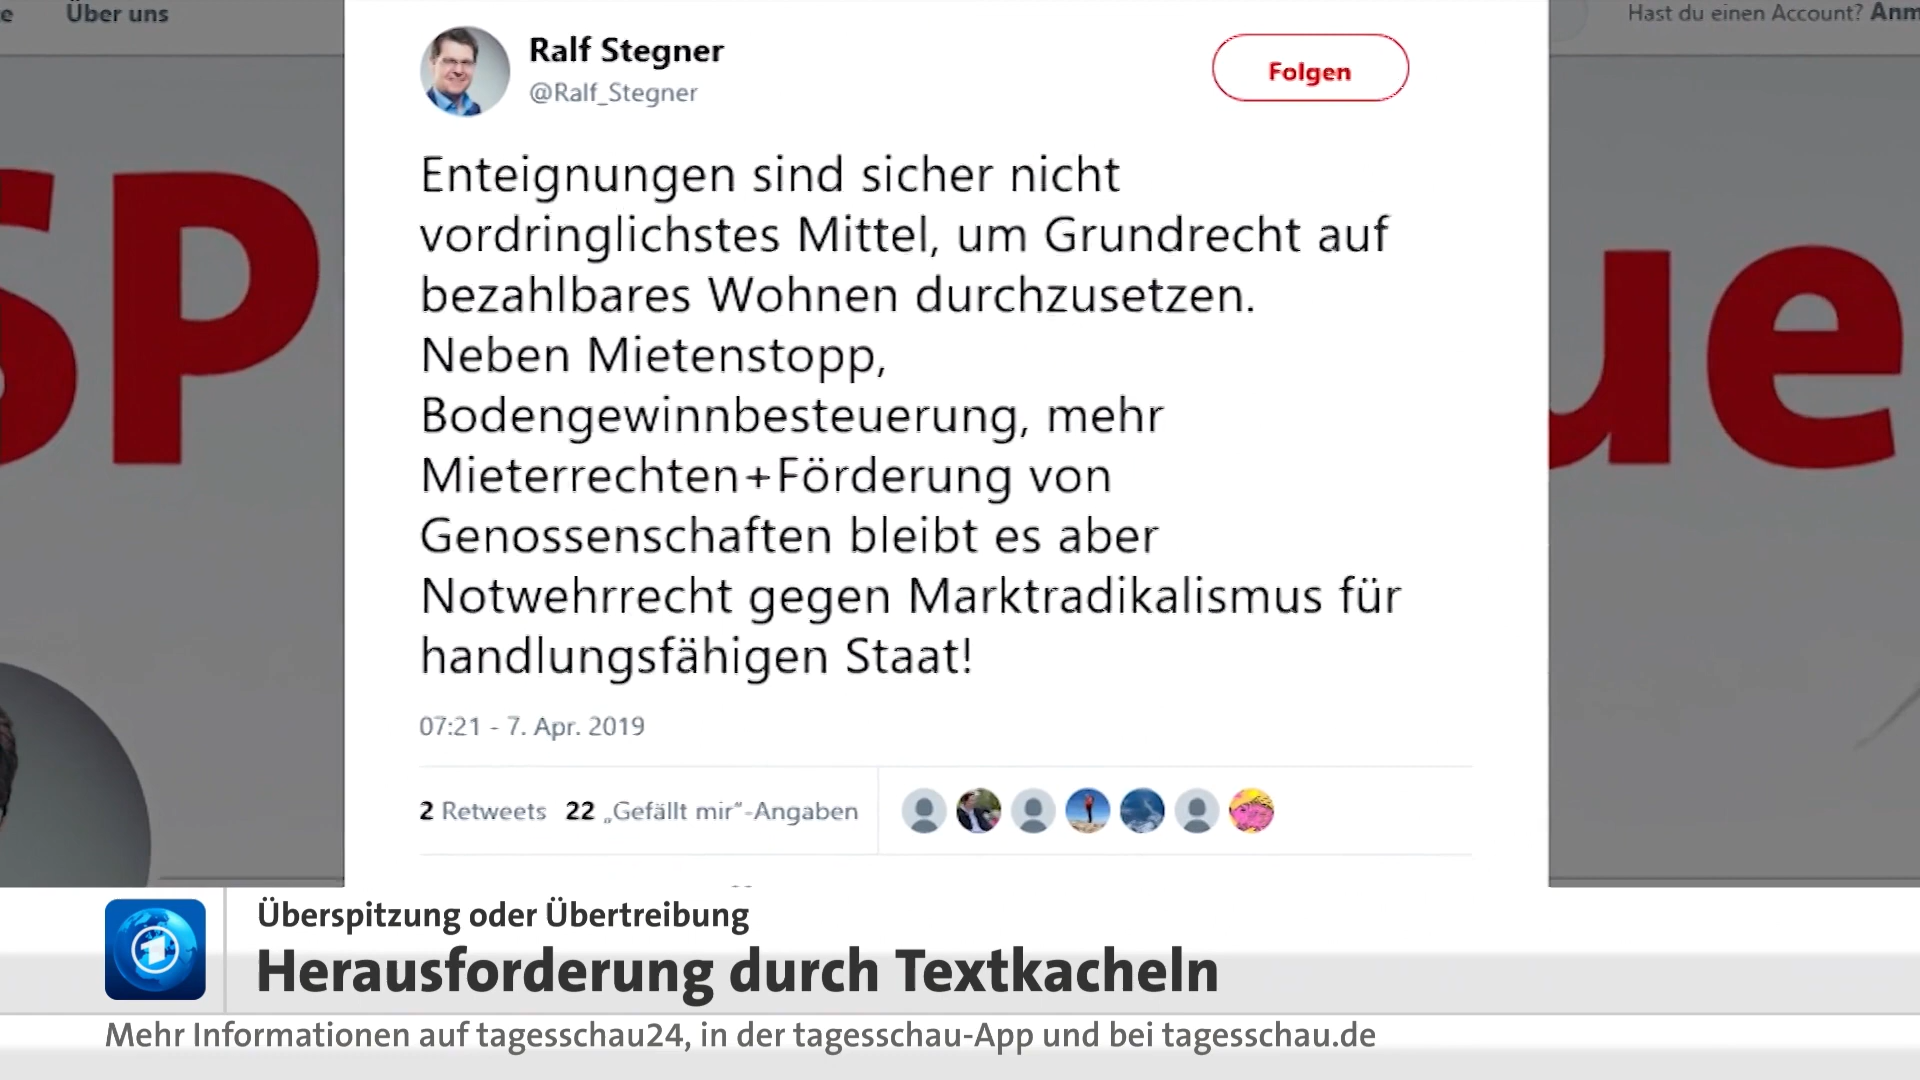 Über uns
Hast du einen Account?
Ralf Stegner
@Ralf_Stegner
Folgen
SP
ue
Enteignungen sind sicher nicht
vordringlichstes Mittel, um Grundrecht auf
bezahlbares Wohnen durchzusetzen.
Neben Mietenstopp,
Bodengewinnbesteuerung, mehr
Mieterrechten+Förderung von
Genossenschaften bleibt es aber
Notwehrrecht gegen Marktradikalismus für
handlungsfähigen Staat!
07:21 - 7. Apr. 2019
2 Retweets 22 „Gefällt mir“-Angaben
1
Überspitzung oder Übertreibung
Herausforderung durch Textkacheln
Mehr Informationen auf tagesschau24, in der tagesschau-App und bei tagesschau.de